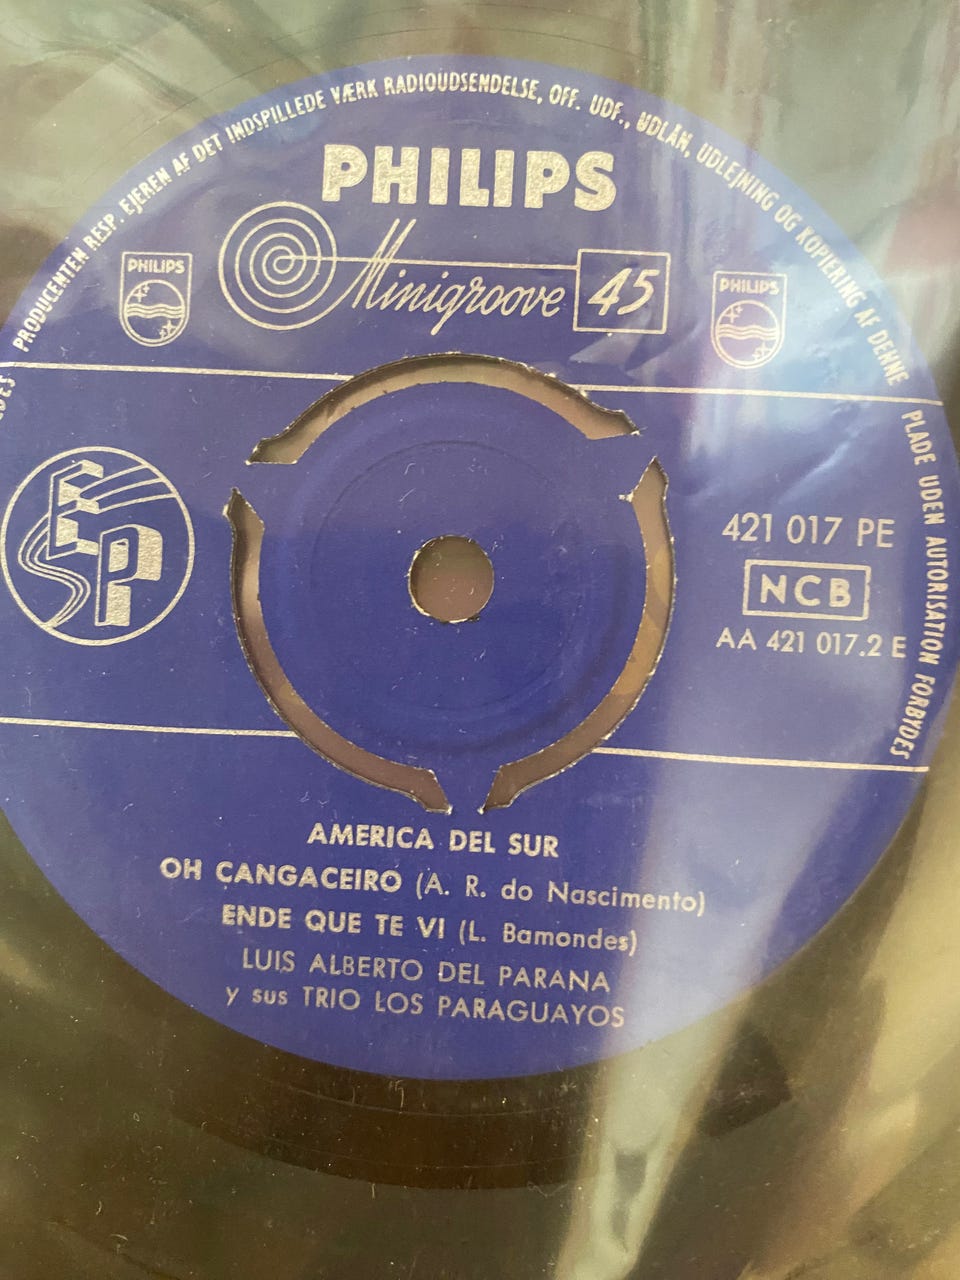 PRODUCENTEN RESP. EJEREN AF DET INDSPILLEDE VÆRK RADIOUDSENDELSE, OFF. UDF., UDLÅN, UDLEJNING OG KOPIERING AF DENNE PLADE UDEN AUTORISATION FORBYDES
PHILIPS
Minigroove 45
PHILIPS
PHILIPS
EP
421 017 PE
NCB
AA 421 017.2 E
AMERICA DEL SUR
OH CANGACEIRO (A. R. do Nascimento)
ENDE QUE TE VI (L. Bamondes)
LUIS ALBERTO DEL PARANA
y sus TRIO LOS PARAGUAYOS